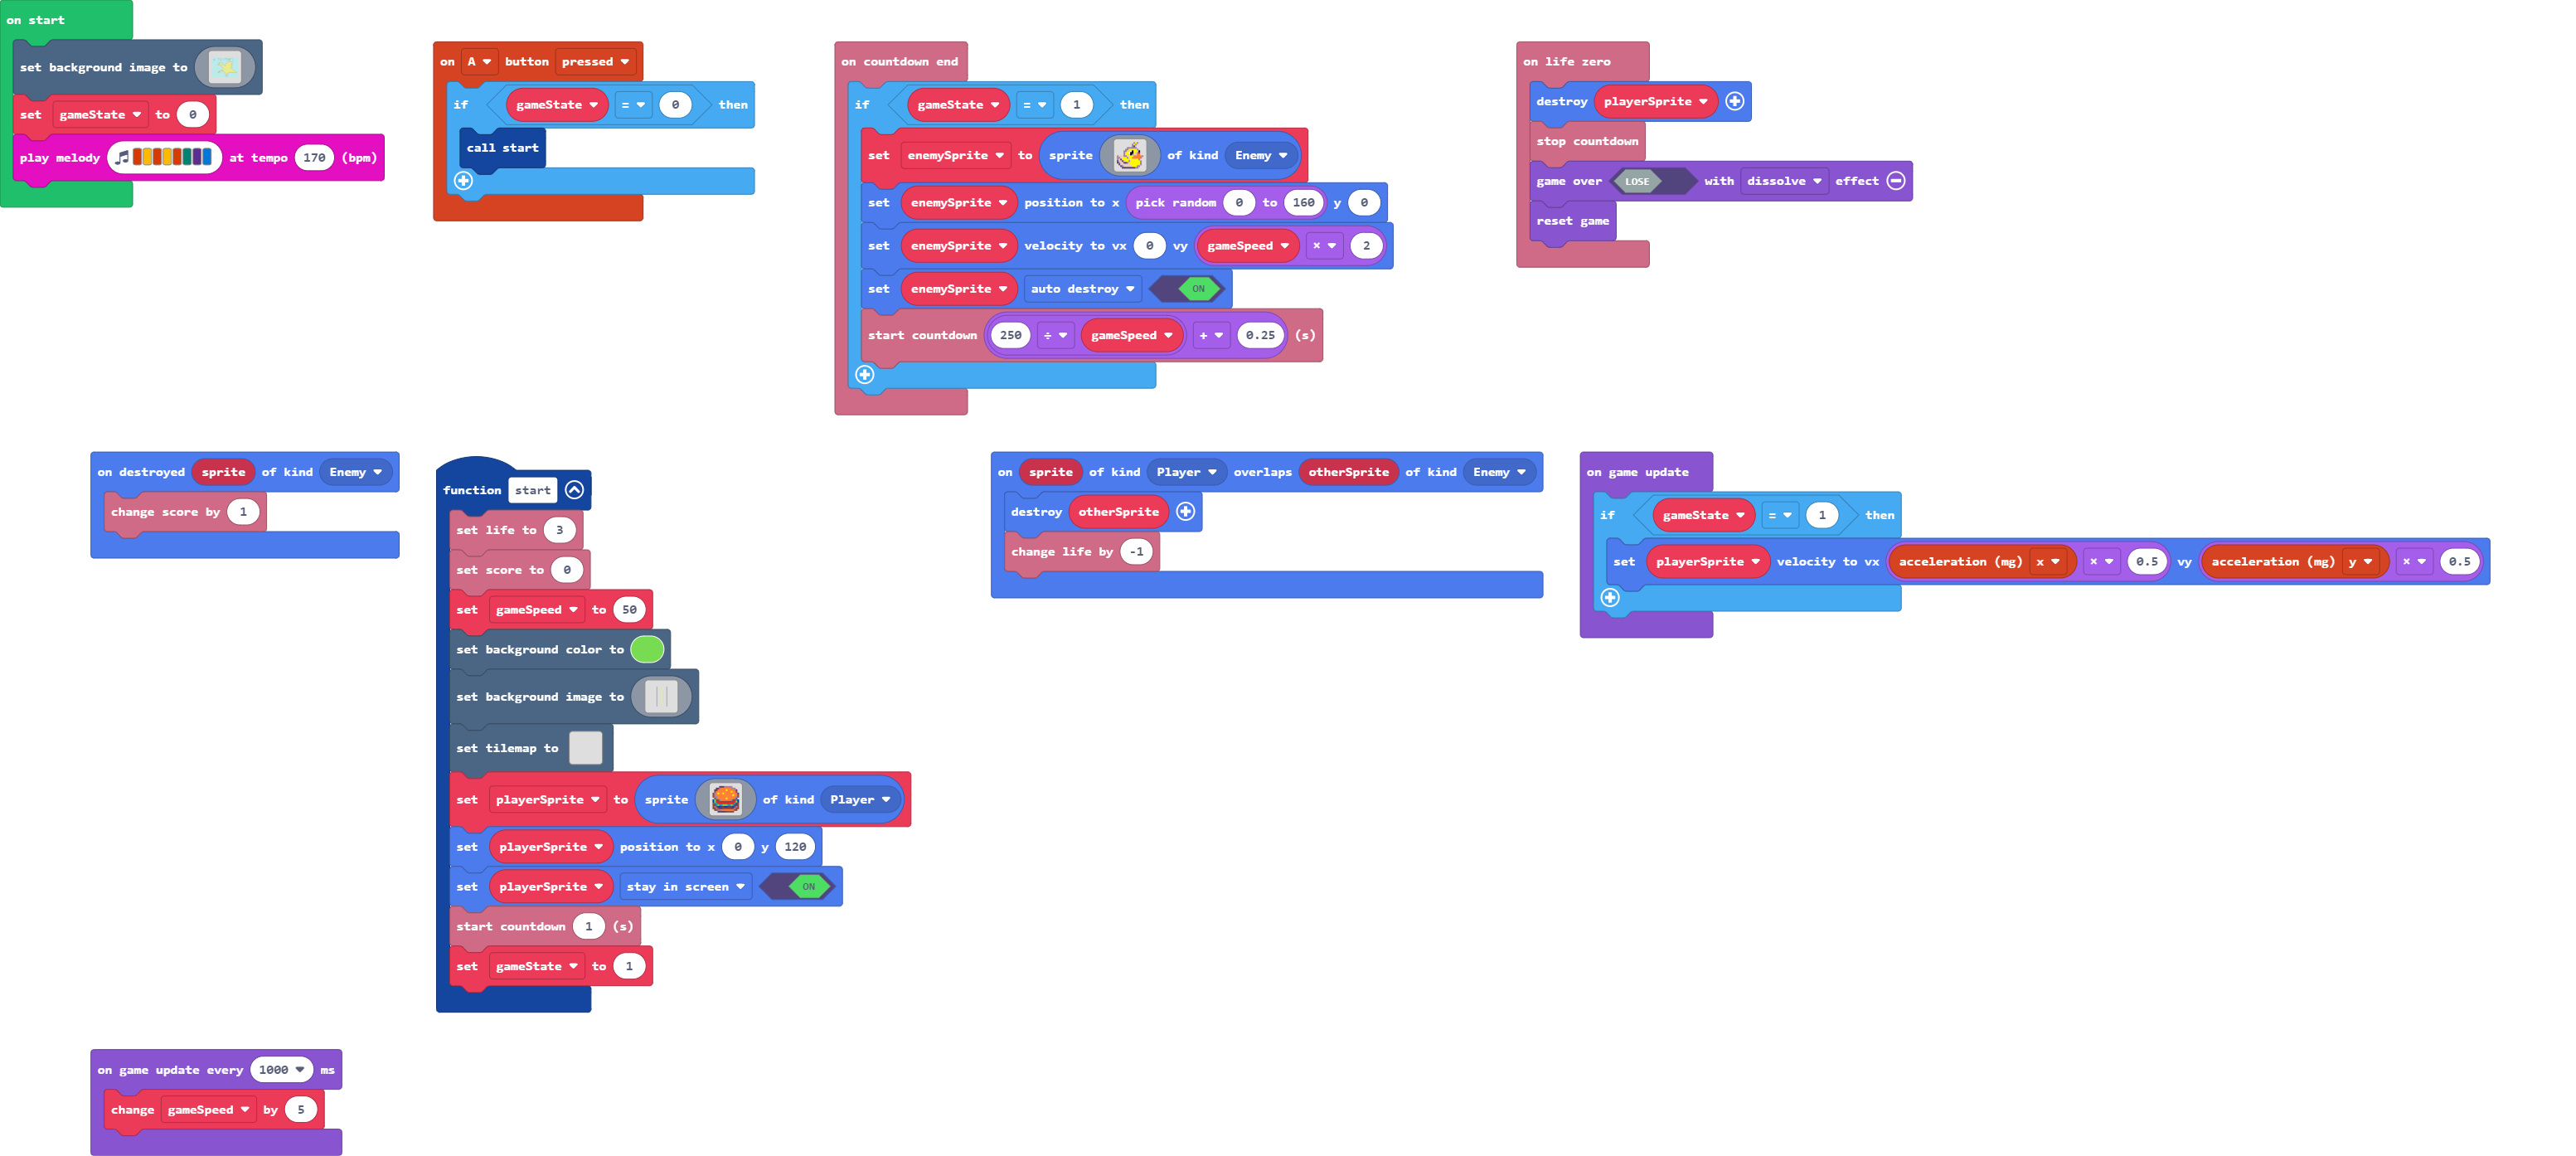 on start
set background image to
set gameState to 0
play melody at tempo 170 (bpm)
on A button pressed
if gameState = 0 then
call start
on countdown end
if gameState = 1 then
set enemySprite to sprite of kind Enemy
set enemySprite position to x pick random 0 to 160 y 0
set enemySprite velocity to vx 0 vy gameSpeed × 2
set enemySprite auto destroy ON
start countdown 250 ÷ gameSpeed + 0.25 (s)
on life zero
destroy playerSprite
stop countdown
game over LOSE with dissolve effect
reset game
on destroyed sprite of kind Enemy
change score by 1
function start
set life to 3
set score to 0
set gameSpeed to 50
set background color to
set background image to
set tilemap to
set playerSprite to sprite of kind Player
set playerSprite position to x 0 y 120
set playerSprite stay in screen ON
start countdown 1 (s)
set gameState to 1
on sprite of kind Player overlaps otherSprite of kind Enemy
destroy otherSprite
change life by -1
on game update
if gameState = 1 then
set playerSprite velocity to vx acceleration (mg) x × 0.5 vy acceleration (mg) y × 0.5
on game update every 1000 ms
change gameSpeed by 5